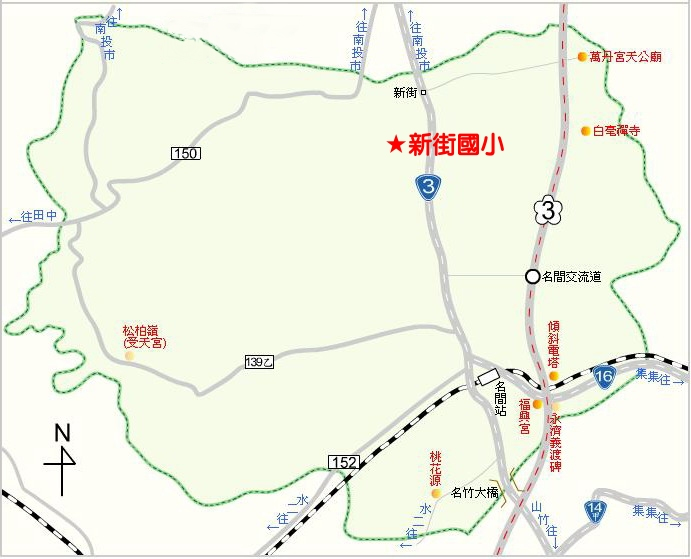 往南投市
往南投市
往南投市
萬丹宮天公廟
新街
白毫禪寺
★新街國小
150
3
3
←往田中
名間交流道
松柏嶺
(受天宮)
傾斜電塔
139乙
16
集集往→
名間站
福興宮
永濟義渡碑
N
152
桃花源
名竹大橋
←往二水
←往二水
竹山往→
14
甲
集集往→